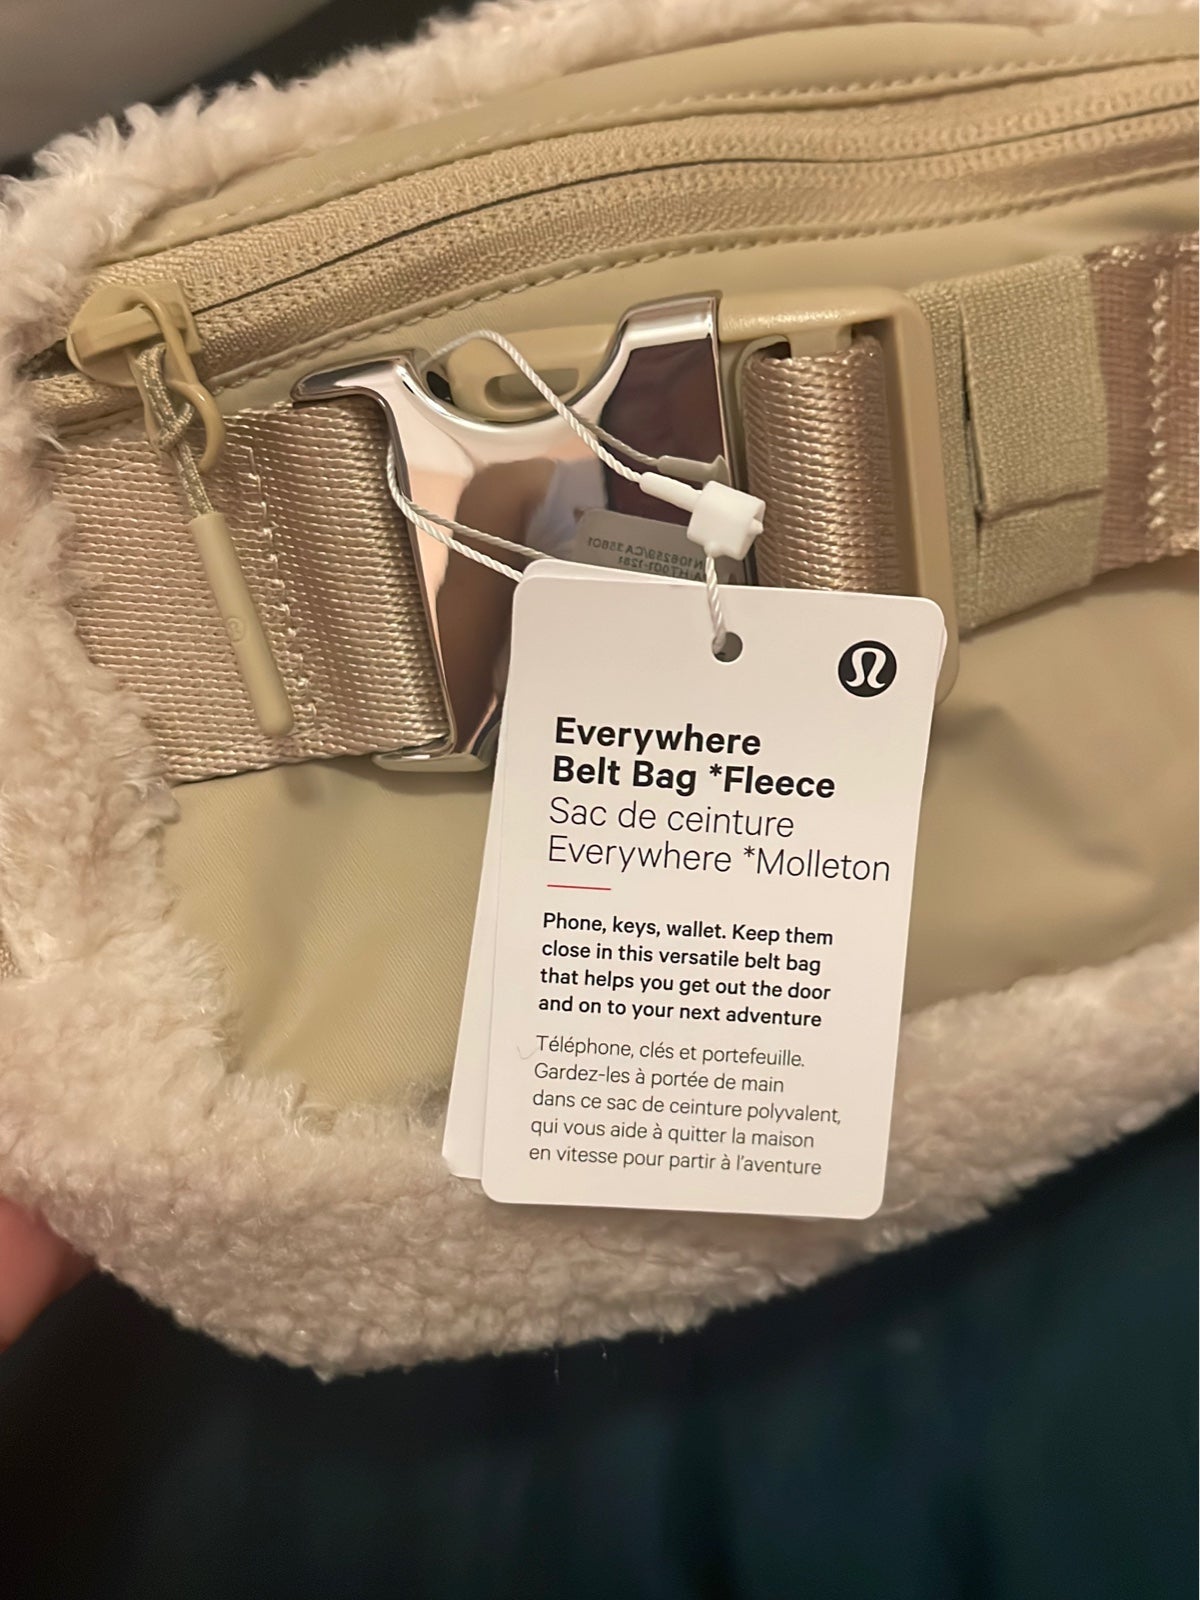 Everywhere
Belt Bag *Fleece
Sac de ceinture
Everywhere *Molleton
Phone, keys, wallet. Keep them
close in this versatile belt bag
that helps you get out the door
and on to your next adventure
Téléphone, clés et portefeuille.
Gardez-les à portée de main
dans ce sac de ceinture polyvalent,
qui vous aide à quitter la maison
en vitesse pour partir à l'aventure